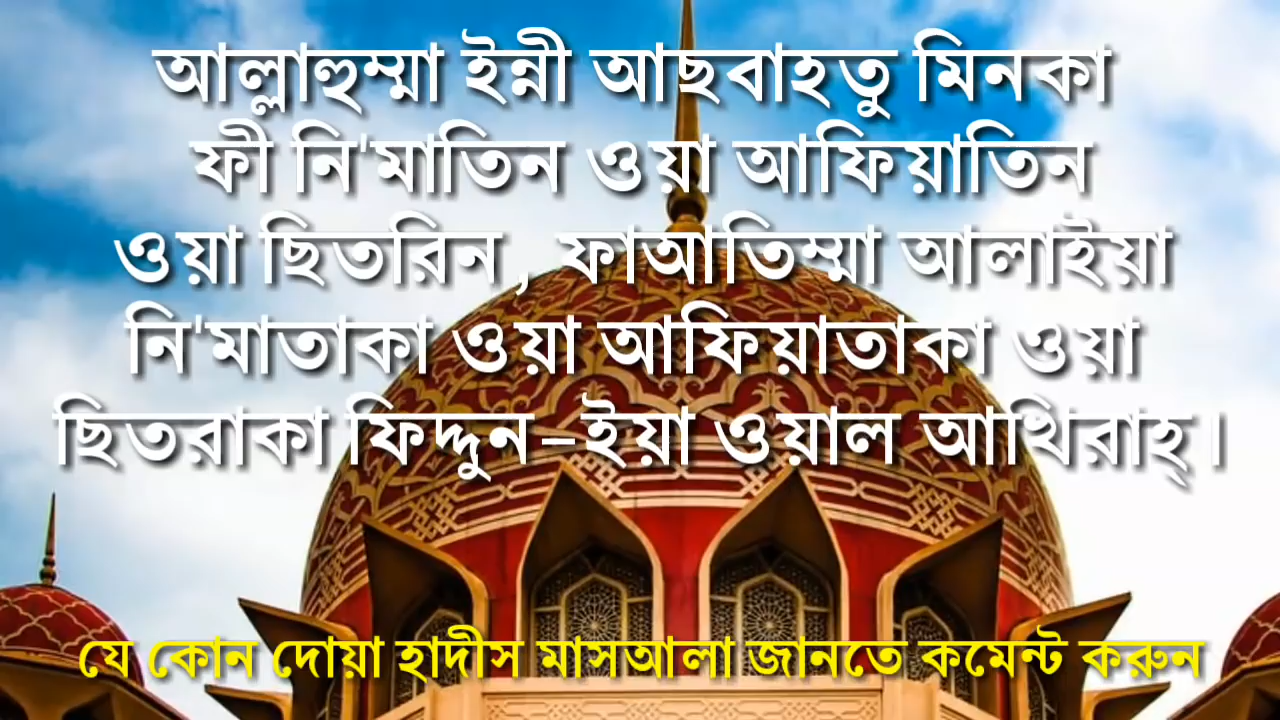 আল্লাহুম্মা ইন্নী আছবাহতু মিনকা
ফী নি'মাতিন ওয়া আফিয়াতিন
ওয়া ছিতরিন, ফাআতিম্মা আলাইয়া
নি'মাতাকা ওয়া আফিয়াতাকা ওয়া
ছিতরাকা ফিদ্দুন-ইয়া ওয়াল আখিরাহ্।
যে কোন দোয়া হাদীস মাসআলা জানতে কমেন্ট করুন